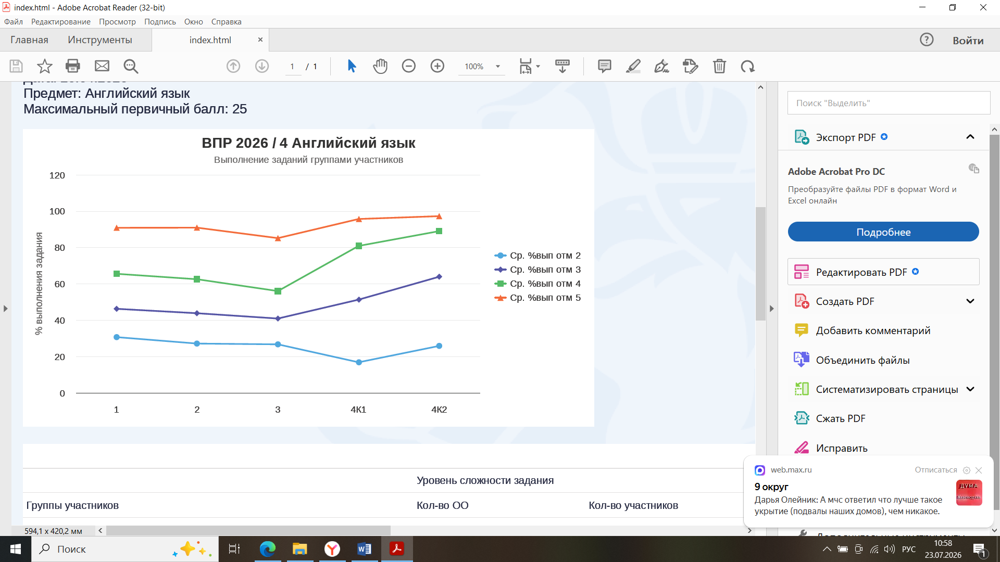 index.html - Adobe Acrobat Reader (32-bit)
Файл Редактирование Просмотр Подпись Окно Справка
Главная Инструменты index.html Войти
1 / 1 100%
Предмет: Английский язык
Максимальный первичный балл: 25
ВПР 2026 / 4 Английский язык
Выполнение заданий группами участников
% выполнения задания
120
100
80
60
40
20
0
1 2 3 4К1 4К2
Ср. %вып отм 2
Ср. %вып отм 3
Ср. %вып отм 4
Ср. %вып отм 5
Уровень сложности задания
Группы участников Кол-во ОО Кол-во участников
594,1 x 420,2 мм
Поиск "Выделить"
Экспорт PDF
Adobe Acrobat Pro DC
Преобразуйте файлы PDF в формат Word и
Excel онлайн
Подробнее
Редактировать PDF
Создать PDF
Добавить комментарий
Объединить файлы
Систематизировать страницы
Сжать PDF
Исправить
web.max.ru Отписаться
9 округ
Дарья Олейник: А мчс ответил что лучше такое
укрытие (подвалы наших домов), чем никакое.
ДУМА
Поиск
РУС
10:58
23.07.2026
1